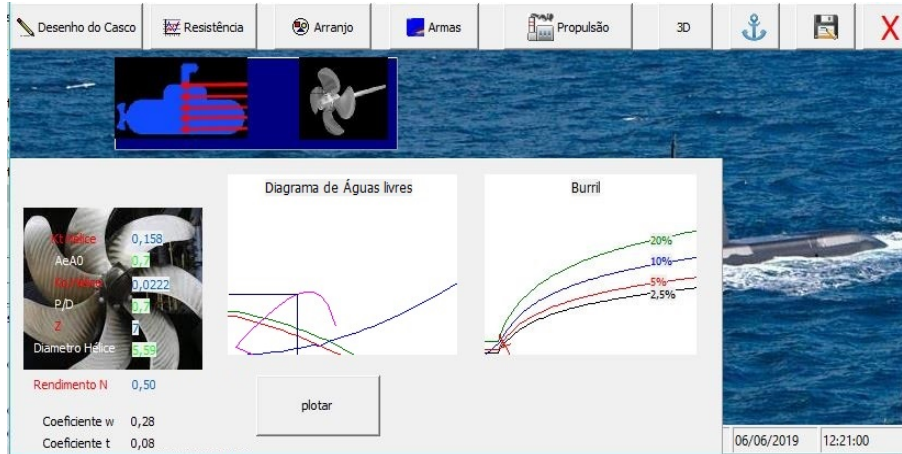 Desenho do Casco
Resistência
Arranjo
Armas
Propulsão
3D
X
Diagrama de Águas livres
Burril
20%
10%
5%
2,5%
Kt Hélice 0,158
AeA0 0,7
0,0222
P/D 0,7
Z 7
Diametro Hélice 5,59
Rendimento N 0,50
Coeficiente w 0,28
Coeficiente t 0,08
plotar
06/06/2019 12:21:00